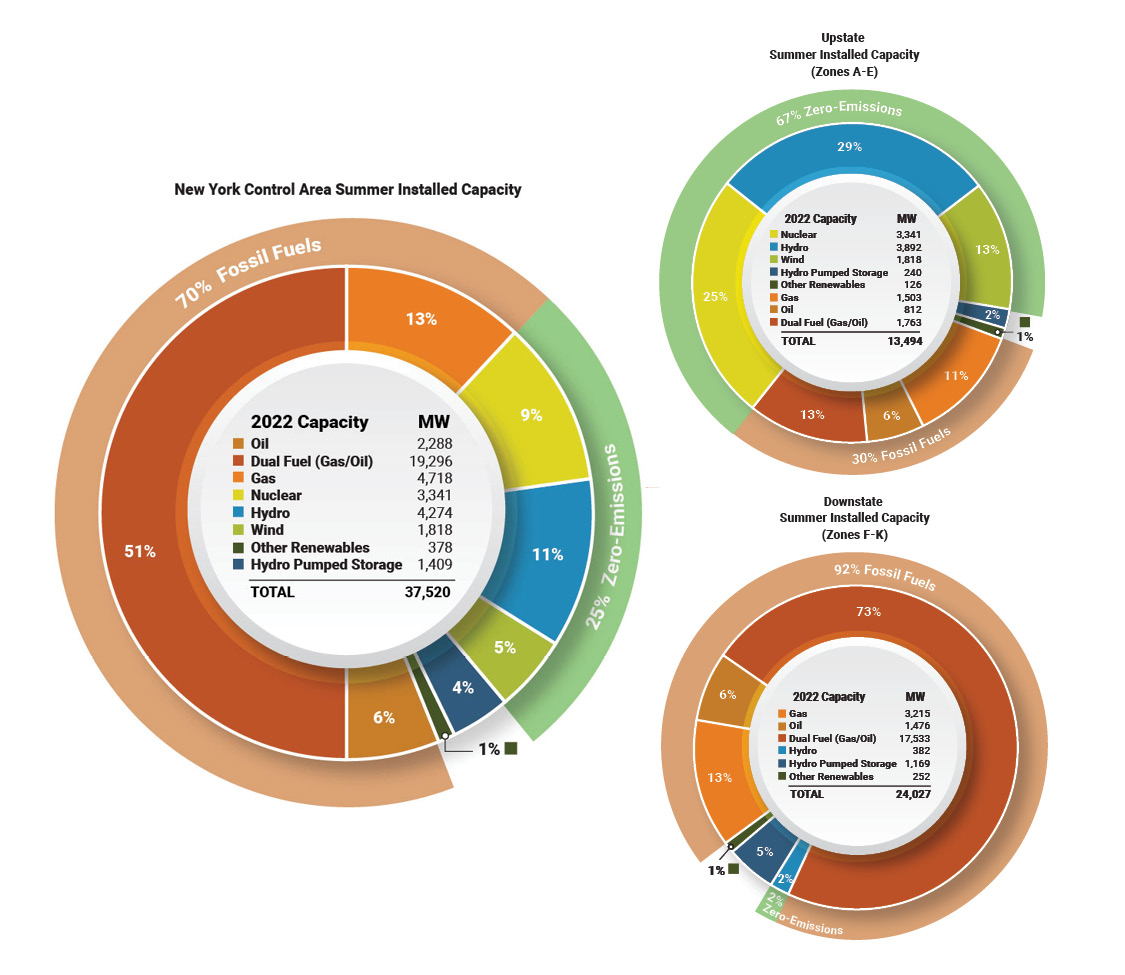 New York Control Area Summer Installed Capacity
70% Fossil Fuels
13%
9%
11%
5%
4%
1%
6%
51%
25% Zero-Emissions
2022 Capacity MW
Oil 2,288
Dual Fuel (Gas/Oil) 19,296
Gas 4,718
Nuclear 3,341
Hydro 4,274
Wind 1,818
Other Renewables 378
Hydro Pumped Storage 1,409
TOTAL 37,520
Upstate
Summer Installed Capacity
(Zones A-E)
67% Zero-Emissions
29%
13%
2%
1%
11%
6%
13%
25%
30% Fossil Fuels
2022 Capacity MW
Nuclear 3,341
Hydro 3,892
Wind 1,818
Hydro Pumped Storage 240
Other Renewables 126
Gas 1,503
Oil 812
Dual Fuel (Gas/Oil) 1,763
TOTAL 13,494
Downstate
Summer Installed Capacity
(Zones F-K)
92% Fossil Fuels
73%
6%
13%
1%
5%
2%
2%
Zero-Emissions
2022 Capacity MW
Gas 3,215
Oil 1,476
Dual Fuel (Gas/Oil) 17,533
Hydro 382
Hydro Pumped Storage 1,169
Other Renewables 252
TOTAL 24,027